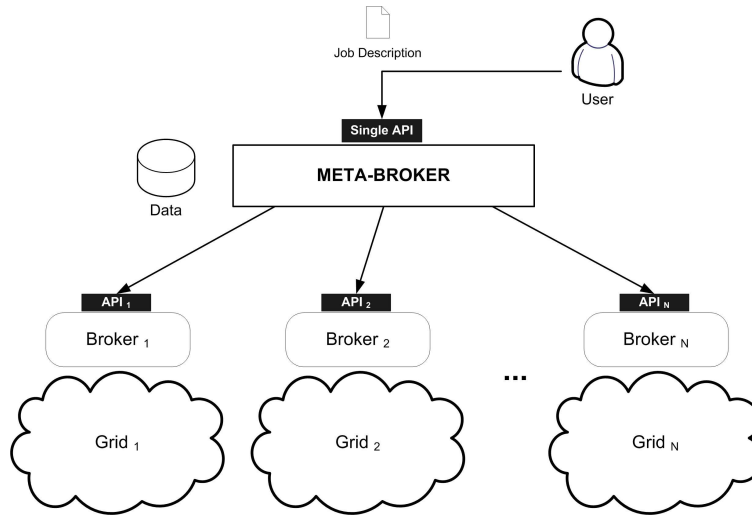 Job Description
User
Single API
META-BROKER
Data
API 1
API 2
API N
Broker 1
Broker 2
Broker N
...
Grid 1
Grid 2
Grid N